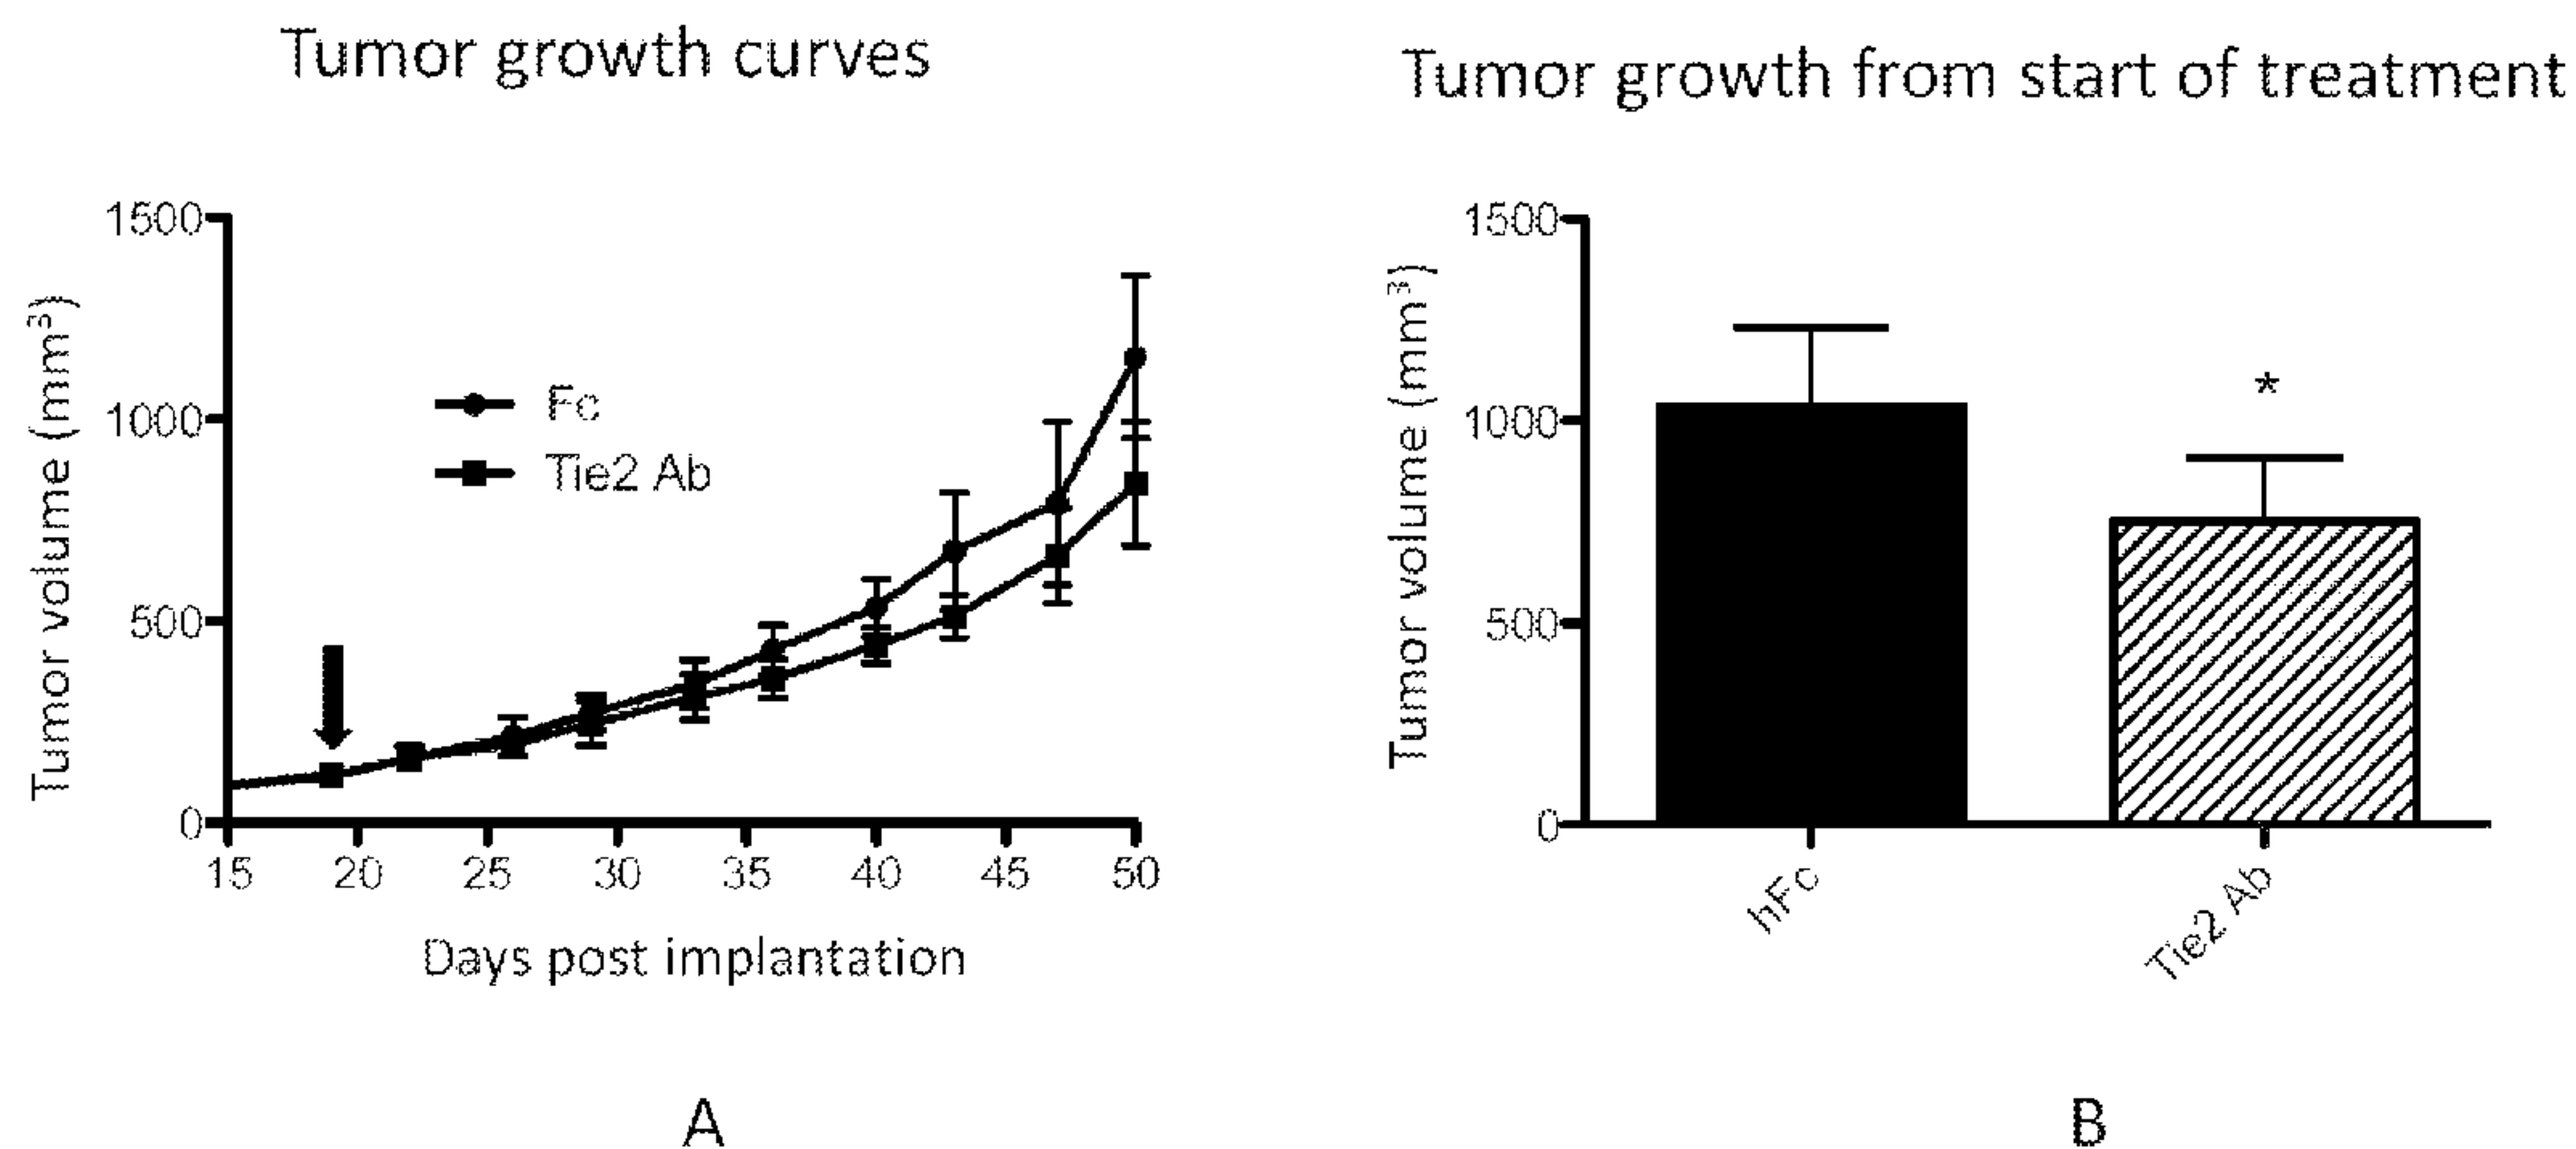 Tumor growth curves
Tumor growth from start of treatment
Tumor volume (mm³)
1500
1000
500
0
Fc
Tie2 Ab
15 20 25 30 35 40 45 50
Days post implantation
A
Tumor volume (mm³)
1500
1000
500
0
*
hFc
Tie2 Ab
B